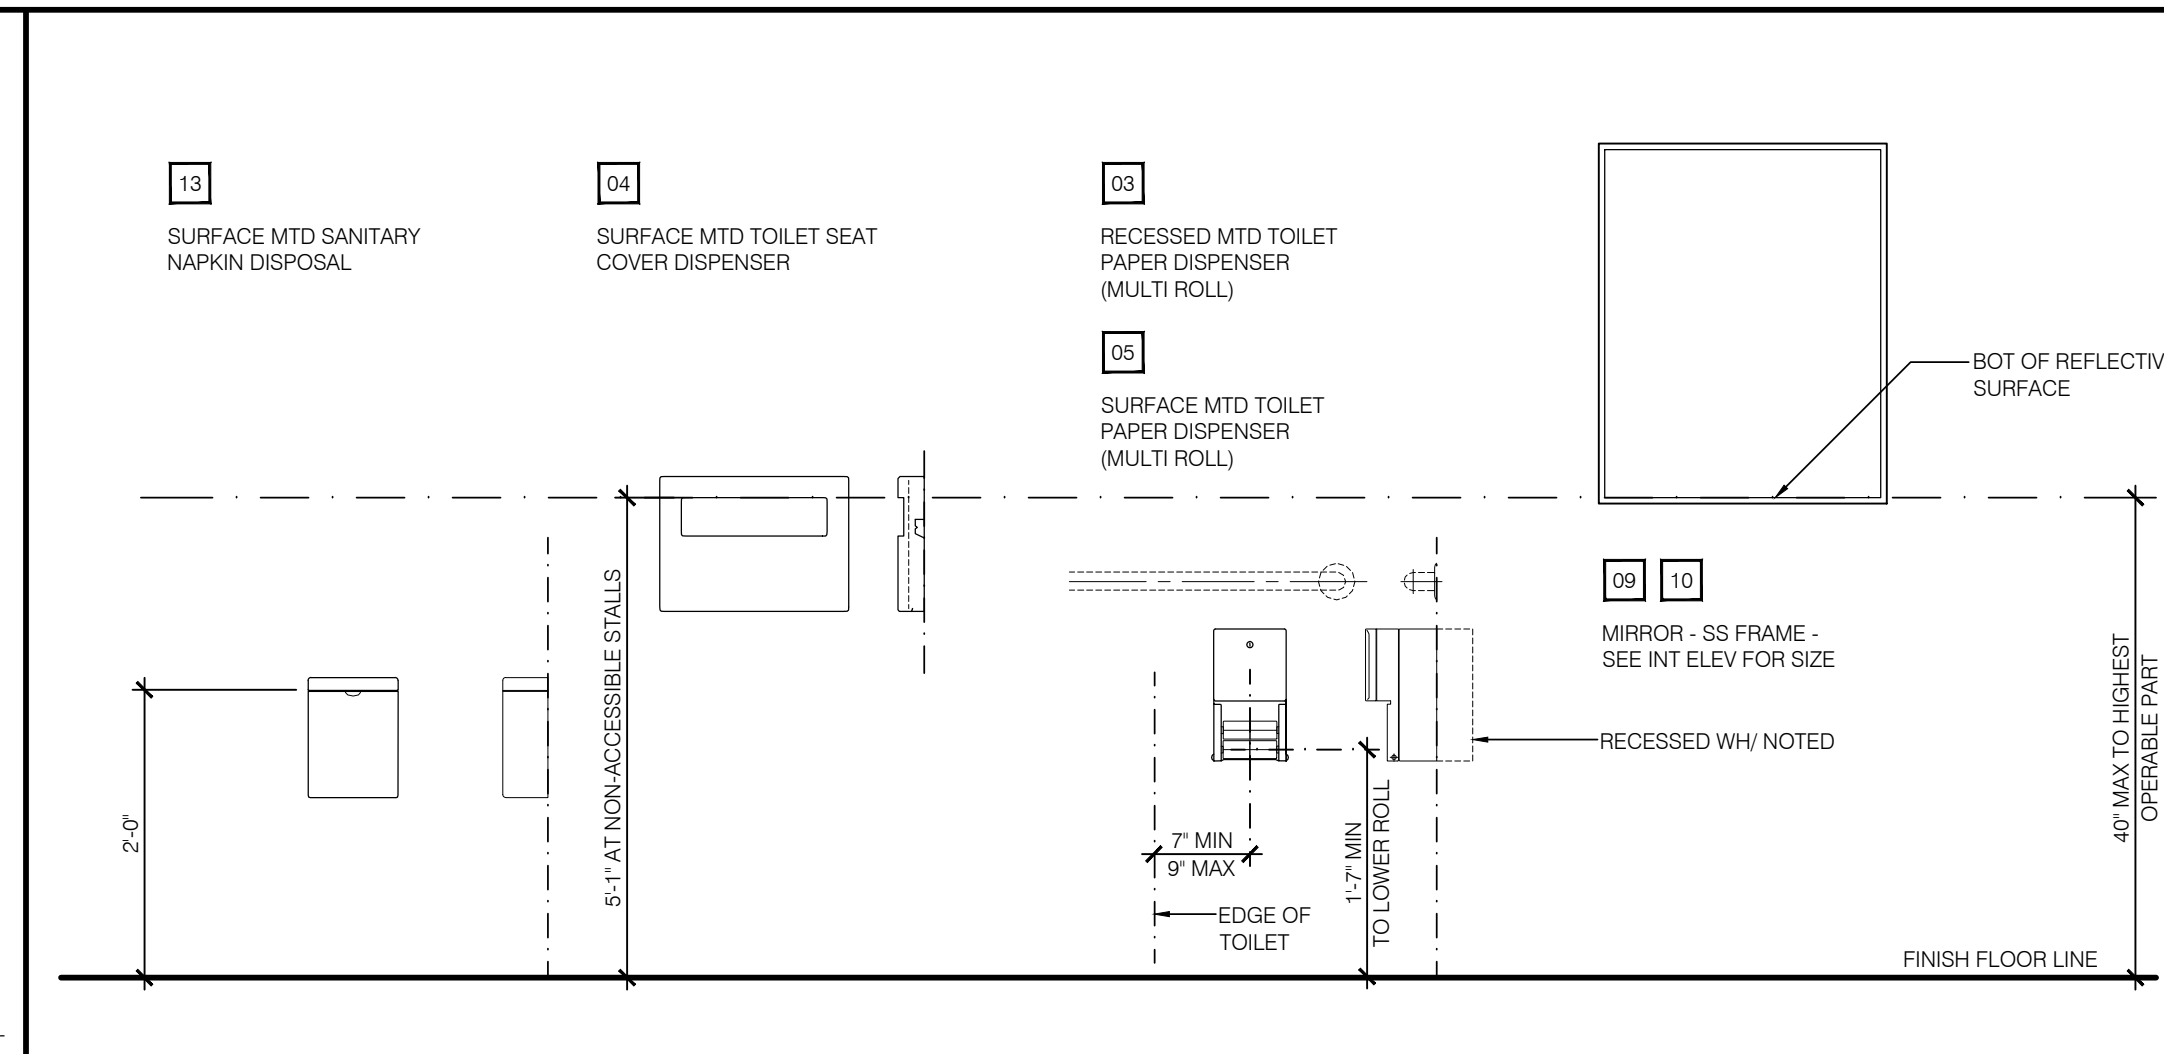 13
SURFACE MTD SANITARY
NAPKIN DISPOSAL
04
SURFACE MTD TOILET SEAT
COVER DISPENSER
03
RECESSED MTD TOILET
PAPER DISPENSER
(MULTI ROLL)
05
SURFACE MTD TOILET
PAPER DISPENSER
(MULTI ROLL)
BOT OF REFLECTIV
SURFACE
09 10
MIRROR - SS FRAME -
SEE INT ELEV FOR SIZE
RECESSED WH/ NOTED
2'-0"
5'-1" AT NON-ACCESSIBLE STALLS
7" MIN
9" MAX
EDGE OF
TOILET
1'-7" MIN
TO LOWER ROLL
40" MAX TO HIGHEST
OPERABLE PART
FINISH FLOOR LINE